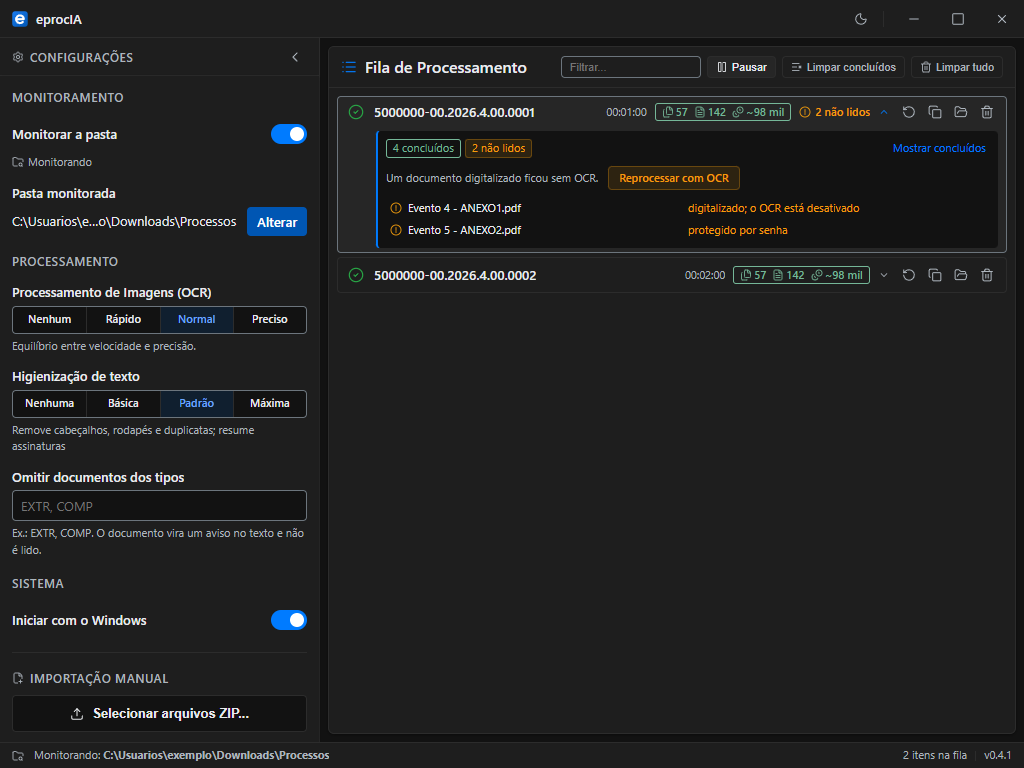 eprocIA
CONFIGURAÇÕES
MONITORAMENTO
Monitorar a pasta
Monitorando
Pasta monitorada
C:\Usuarios\e...o\Downloads\Processos
Alterar
PROCESSAMENTO
Processamento de Imagens (OCR)
Nenhum Rápido Normal Preciso
Equilíbrio entre velocidade e precisão.
Higienização de texto
Nenhuma Básica Padrão Máxima
Remove cabeçalhos, rodapés e duplicatas; resume
assinaturas
Omitir documentos dos tipos
EXTR, COMP
Ex.: EXTR, COMP. O documento vira um aviso no texto e não
é lido.
SISTEMA
Iniciar com o Windows
IMPORTAÇÃO MANUAL
Selecionar arquivos ZIP...
Fila de Processamento
Filtrar...
Pausar
Limpar concluídos
Limpar tudo
5000000-00.2026.4.00.0001 00:01:00 57 142 ~98 mil 2 não lidos
4 concluídos 2 não lidos Mostrar concluídos
Um documento digitalizado ficou sem OCR. Reprocessar com OCR
Evento 4 - ANEXO1.pdf digitalizado; o OCR está desativado
Evento 5 - ANEXO2.pdf protegido por senha
5000000-00.2026.4.00.0002 00:02:00 57 142 ~98 mil
Monitorando: C:\Usuarios\exemplo\Downloads\Processos
2 itens na fila v0.4.1